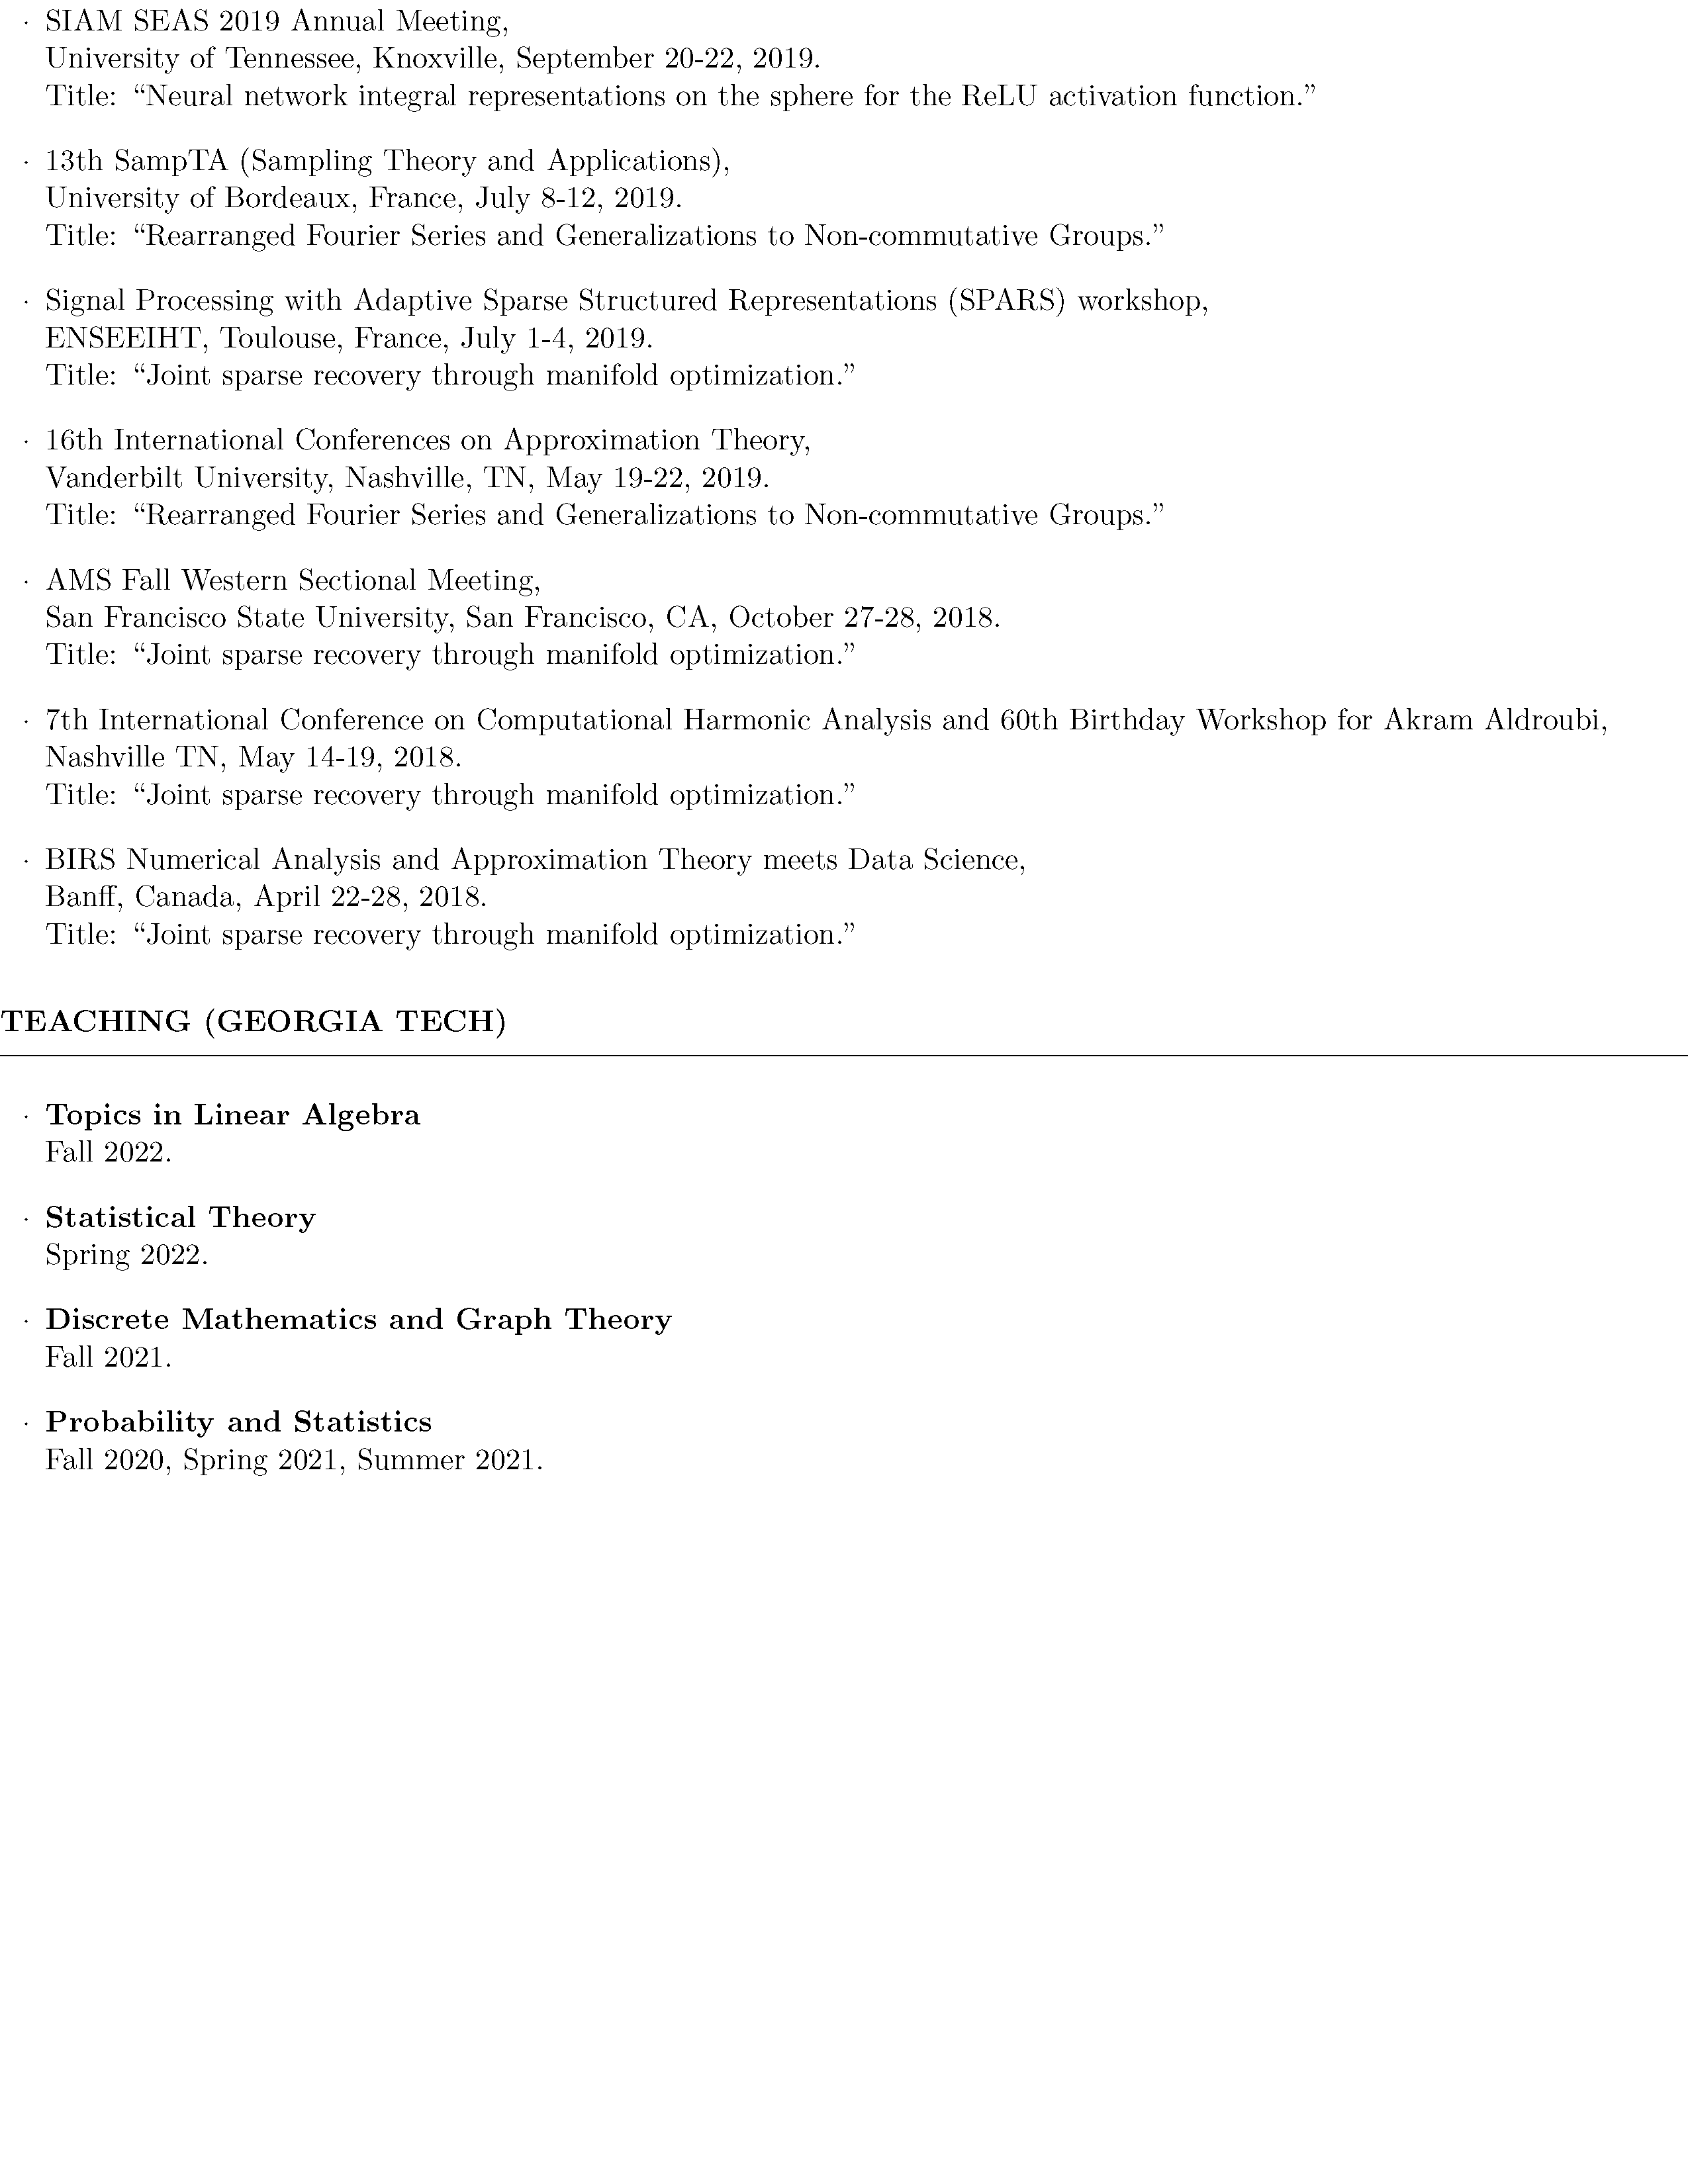 · SIAM SEAS 2019 Annual Meeting,
University of Tennessee, Knoxville, September 20-22, 2019.
Title: “Neural network integral representations on the sphere for the ReLU activation function.”
· 13th SampTA (Sampling Theory and Applications),
University of Bordeaux, France, July 8-12, 2019.
Title: “Rearranged Fourier Series and Generalizations to Non-commutative Groups.”
· Signal Processing with Adaptive Sparse Structured Representations (SPARS) workshop,
ENSEEIHT, Toulouse, France, July 1-4, 2019.
Title: “Joint sparse recovery through manifold optimization.”
· 16th International Conferences on Approximation Theory,
Vanderbilt University, Nashville, TN, May 19-22, 2019.
Title: “Rearranged Fourier Series and Generalizations to Non-commutative Groups.”
· AMS Fall Western Sectional Meeting,
San Francisco State University, San Francisco, CA, October 27-28, 2018.
Title: “Joint sparse recovery through manifold optimization.”
· 7th International Conference on Computational Harmonic Analysis and 60th Birthday Workshop for Akram Aldroubi,
Nashville TN, May 14-19, 2018.
Title: “Joint sparse recovery through manifold optimization.”
· BIRS Numerical Analysis and Approximation Theory meets Data Science,
Banff, Canada, April 22-28, 2018.
Title: “Joint sparse recovery through manifold optimization.”
TEACHING (GEORGIA TECH)
· Topics in Linear Algebra
Fall 2022.
· Statistical Theory
Spring 2022.
· Discrete Mathematics and Graph Theory
Fall 2021.
· Probability and Statistics
Fall 2020, Spring 2021, Summer 2021.